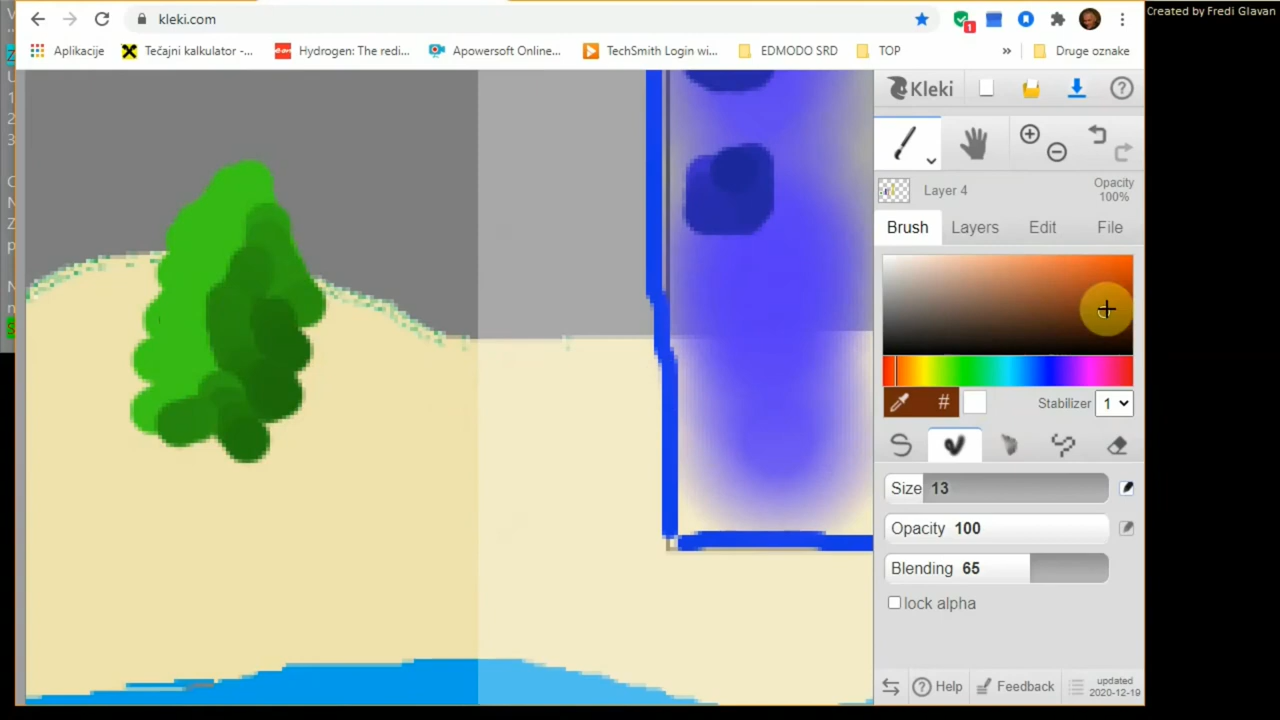 Created by Fredi Glavan
kleki.com
1
Aplikacije
Tečajni kalkulator -...
e-on
Hydrogen: The redi...
Apowersoft Online...
TechSmith Login wi...
EDMODO SRD
TOP
»
Druge oznake
Kleki
Layer 4
Opacity
100%
Brush
Layers
Edit
File
#
Stabilizer
1
Size 13
Opacity 100
Blending 65
lock alpha
Help
Feedback
updated
2020-12-19